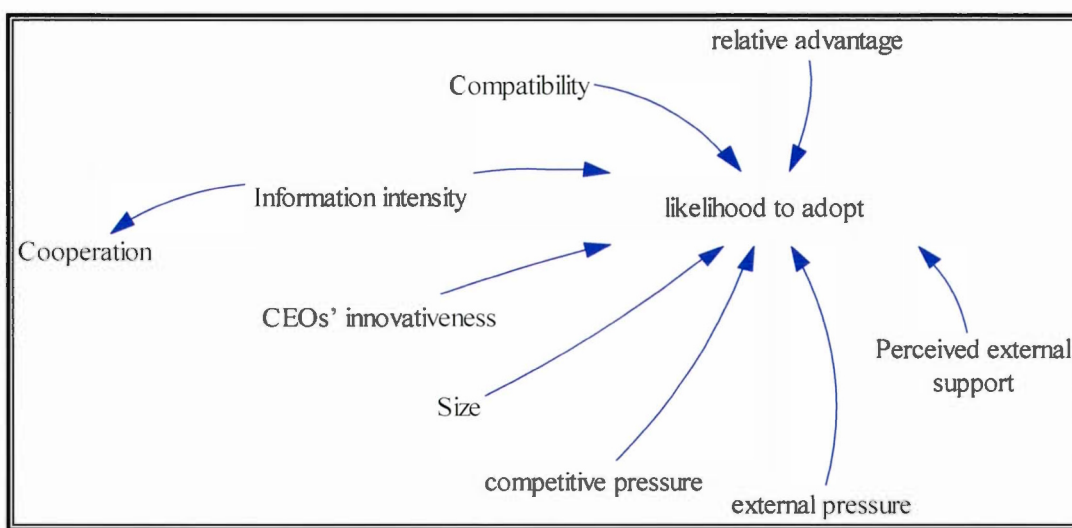 relative advantage
Compatibility
Information intensity
likelihood to adopt
Cooperation
CEOs’ innovativeness
Perceived external
support
Size
competitive pressure
external pressure